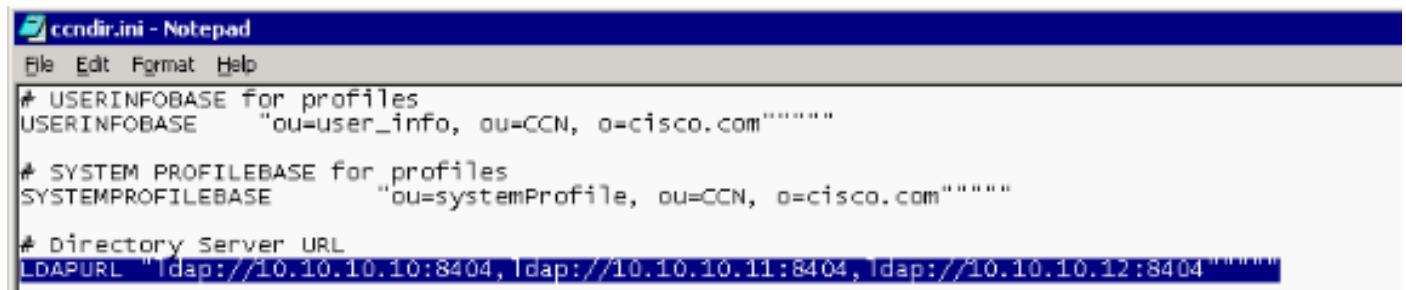 ccndir.ini - Notepad
File Edit Format Help
# USERINFOBASE for profiles
USERINFOBASE "ou=user_info, ou=CCN, o=cisco.com"""""
# SYSTEM PROFILEBASE for profiles
SYSTEMPROFILEBASE "ou=systemProfile, ou=CCN, o=cisco.com"""""
# Directory Server URL
LDAPURL "ldap://10.10.10.10:8404,ldap://10.10.10.11:8404,ldap://10.10.10.12:8404"""""